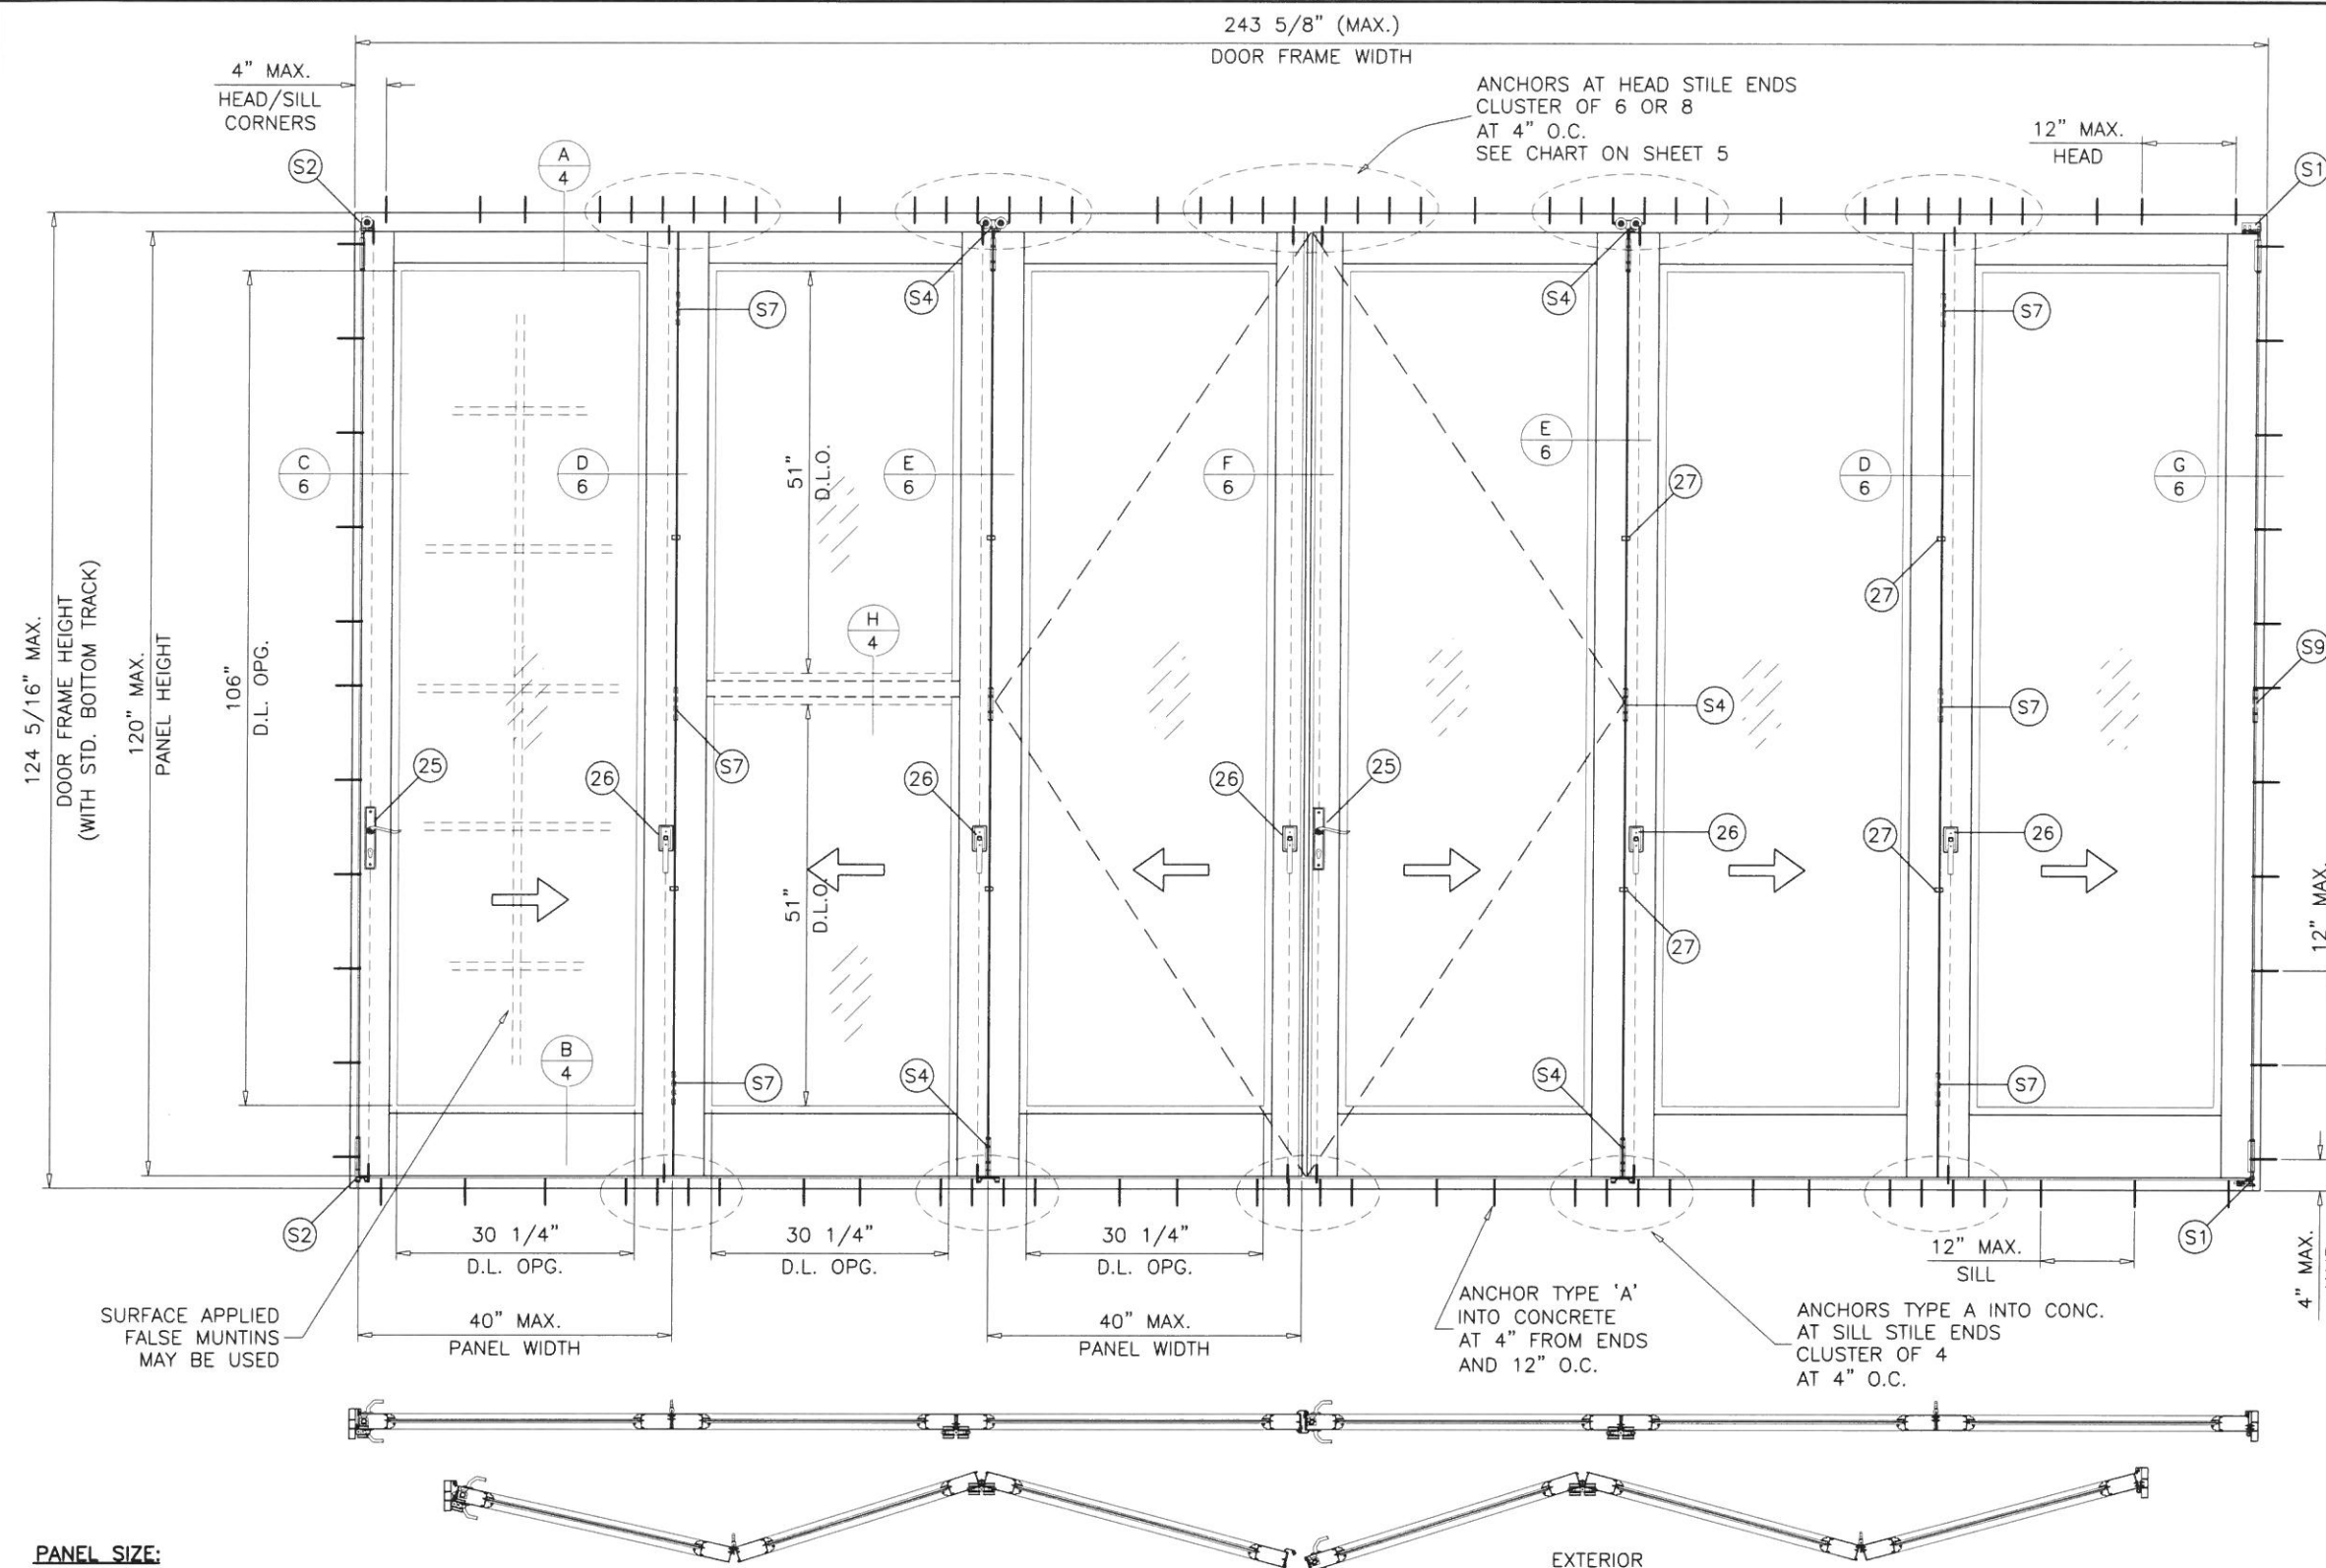 243 5/8" (MAX.)
DOOR FRAME WIDTH
4" MAX.
HEAD/SILL
CORNERS
ANCHORS AT HEAD STILE ENDS
CLUSTER OF 6 OR 8
AT 4" O.C.
SEE CHART ON SHEET 5
12" MAX.
HEAD
S2
A
4
S1
S4
S7
S4
S7
C
6
D
6
51"
D.L.O.
E
6
F
6
E
6
27
D
6
G
6
27
H
4
S9
124 5/16" MAX.
DOOR FRAME HEIGHT
(WITH STD. BOTTOM TRACK)
120" MAX.
PANEL HEIGHT
106"
D.L. OPG.
S7
S4
S7
25
26
26
26
25
26
27
26
51"
D.L.O.
27
12" MAX.
B
4
S7
S4
S4
S7
S2
S1
30 1/4"
D.L. OPG.
30 1/4"
D.L. OPG.
30 1/4"
D.L. OPG.
12" MAX.
SILL
4" MAX.
SURFACE APPLIED
FALSE MUNTINS
MAY BE USED
40" MAX.
PANEL WIDTH
40" MAX.
PANEL WIDTH
ANCHOR TYPE 'A'
INTO CONCRETE
AT 4" FROM ENDS
AND 12" O.C.
ANCHORS TYPE A INTO CONC.
AT SILL STILE ENDS
CLUSTER OF 4
AT 4" O.C.
PANEL SIZE:
EXTERIOR